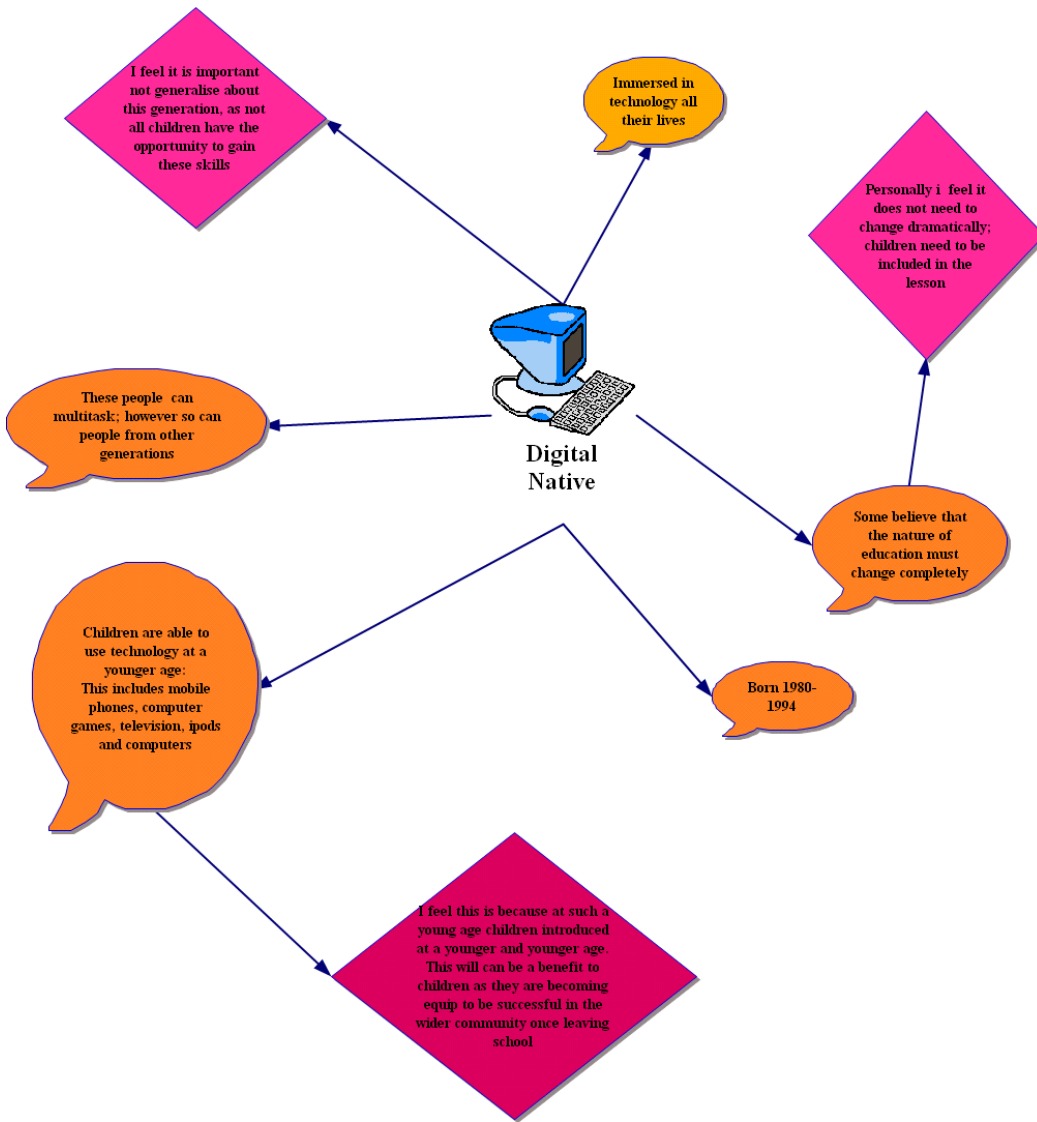 I feel it is important
not generalise about
this generation, as not
all children have the
opportunity to gain
these skills
Immersed in
technology all
their lives
Personally i  feel it
does not need to
change dramatically;
children need to be
included in the
lesson
These people  can
multitask; however so can
people from other
generations
Digital
Native
Some believe that
the nature of
education must
change completely
Children are able to
use technology at a
younger age:
This includes mobile
phones, computer
games, television, ipods
and computers
Born 1980-
1994
I feel this is because at such a
young age children introduced
at a younger and younger age.
This will can be a benefit to
children as they are becoming
equip to be successful in the
wider community once leaving
school